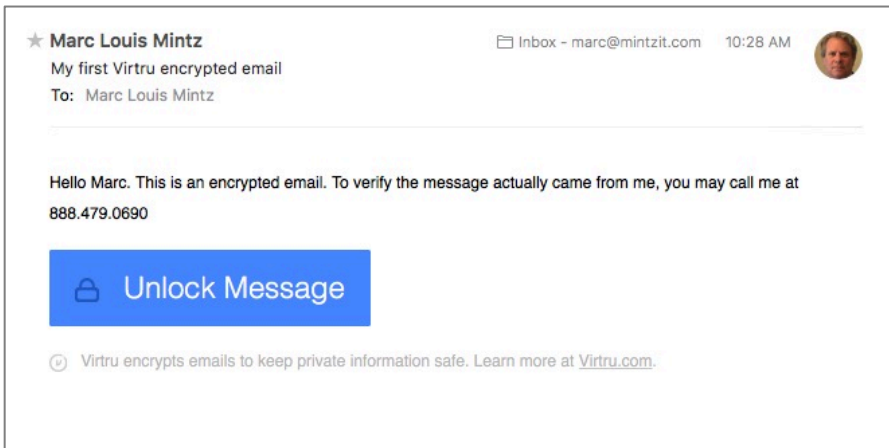 Marc Louis Mintz Inbox - marc@mintzit.com 10:28 AM
My first Virtru encrypted email
To: Marc Louis Mintz
Hello Marc. This is an encrypted email. To verify the message actually came from me, you may call me at
888.479.0690
Unlock Message
Virtru encrypts emails to keep private information safe. Learn more at Virtru.com.